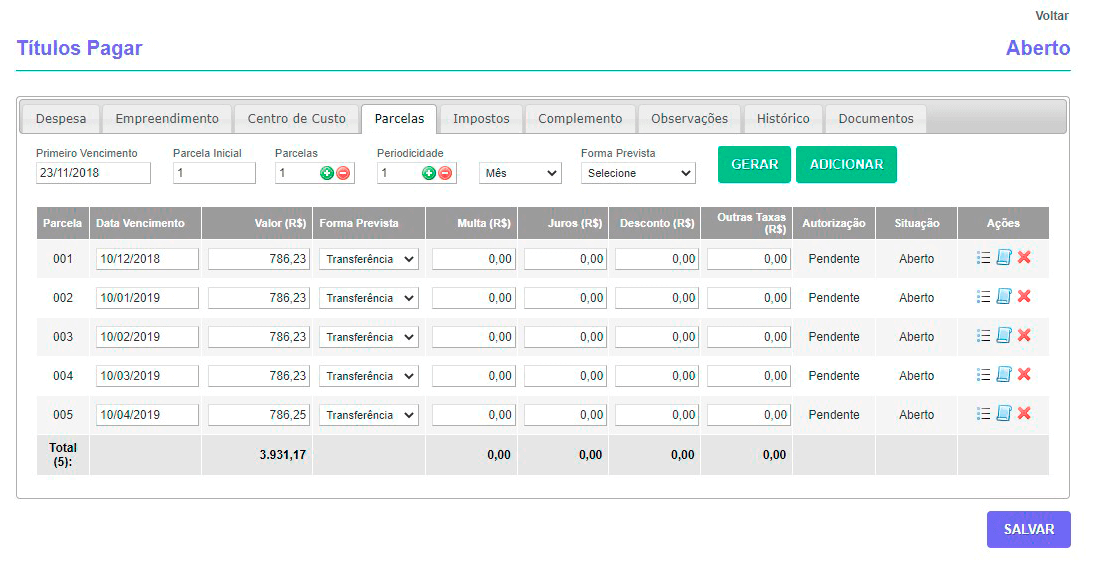 Voltar
Títulos Pagar Aberto
Despesa Empreendimento Centro de Custo Parcelas Impostos Complemento Observações Histórico Documentos
Primeiro Vencimento Parcela Inicial Parcelas Periodicidade Forma Prevista
23/11/2018 1 1 1 Mês Selecione GERAR ADICIONAR
Parcela Data Vencimento Valor (R$) Forma Prevista Multa (R$) Juros (R$) Desconto (R$) Outras Taxas (R$) Autorização Situação Ações
001 10/12/2018 786,23 Transferência 0,00 0,00 0,00 0,00 Pendente Aberto
002 10/01/2019 786,23 Transferência 0,00 0,00 0,00 0,00 Pendente Aberto
003 10/02/2019 786,23 Transferência 0,00 0,00 0,00 0,00 Pendente Aberto
004 10/03/2019 786,23 Transferência 0,00 0,00 0,00 0,00 Pendente Aberto
005 10/04/2019 786,25 Transferência 0,00 0,00 0,00 0,00 Pendente Aberto
Total (5): 3.931,17 0,00 0,00 0,00 0,00
SALVAR